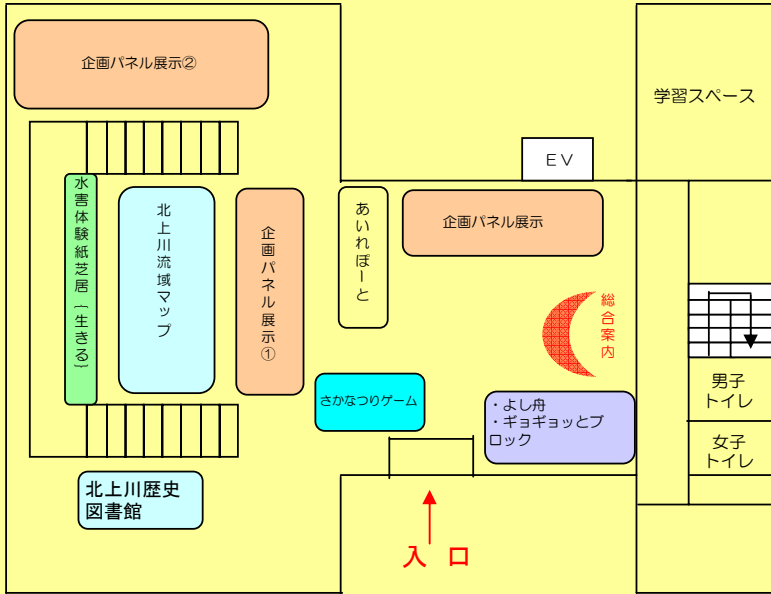 企画パネル展示②
学習スペース
EV
水害体験紙芝居{生きる}
北上川流域マップ
企画パネル展示①
あいれぽーと
企画パネル展示
総合案内
さかなつりゲーム
・よし舟
・ギョギョッとブ
ロック
男子
トイレ
女子
トイレ
北上川歴史
図書館
入 口